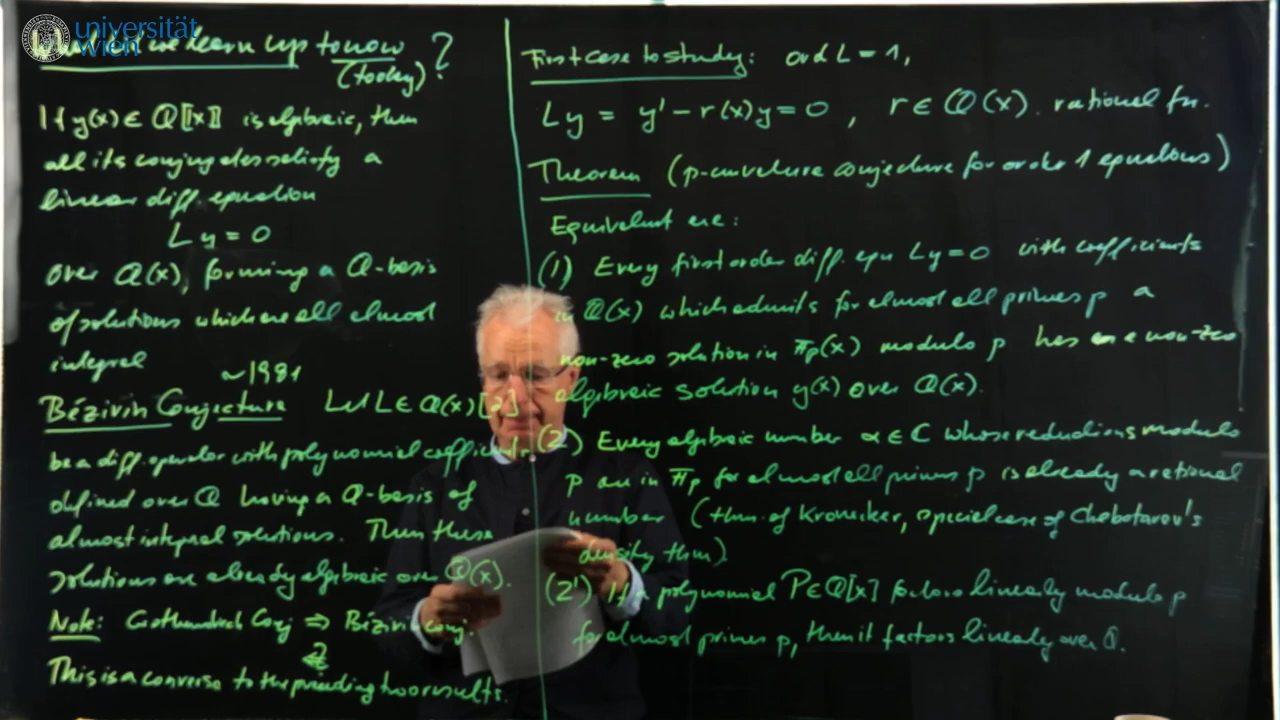 universität
wien
we learn up to now
(today) ?
If y(x) ∈ Q[[x]] is algebraic, then
all its conjugates satisfy a
linear diff. equation
Ly = 0
over Q(x), forming a Q-basis
of solutions which are all almost
integral
~1981
Bézivin Conjecture Let L ∈ Q(x)[∂]
be a diff. operator with polynomial coefficients
defined over Q having a Q-basis of
almost integral solutions. Then these
solutions are already algebraic over Q(x).
Note: Grothendieck Conj ⇒ Bézivin Conj.
?
This is a converse to the preceding two results.
First case to study: ord L = 1,
Ly = y' - r(x)y = 0, r ∈ Q(x) rational fn.
Theorem (p-curvature conjecture for order 1 equations)
Equivalent are:
(1) Every first order diff. equ Ly = 0 with coefficients
in Q(x) which admits for almost all primes p a
non-zero solution in 𝔽p(x) modulo p has a non-zero
algebraic solution y(x) over Q(x).
(2) Every algebraic number α ∈ C whose reductions modulo
p are in 𝔽p for almost all primes p is already a rational
number (thm. of Kronecker, special case of Chebotarov's
density thm).
(2') If a polynomial P ∈ Q[x] factors linearly modulo p
for almost primes p, then it factors linearly over Q.